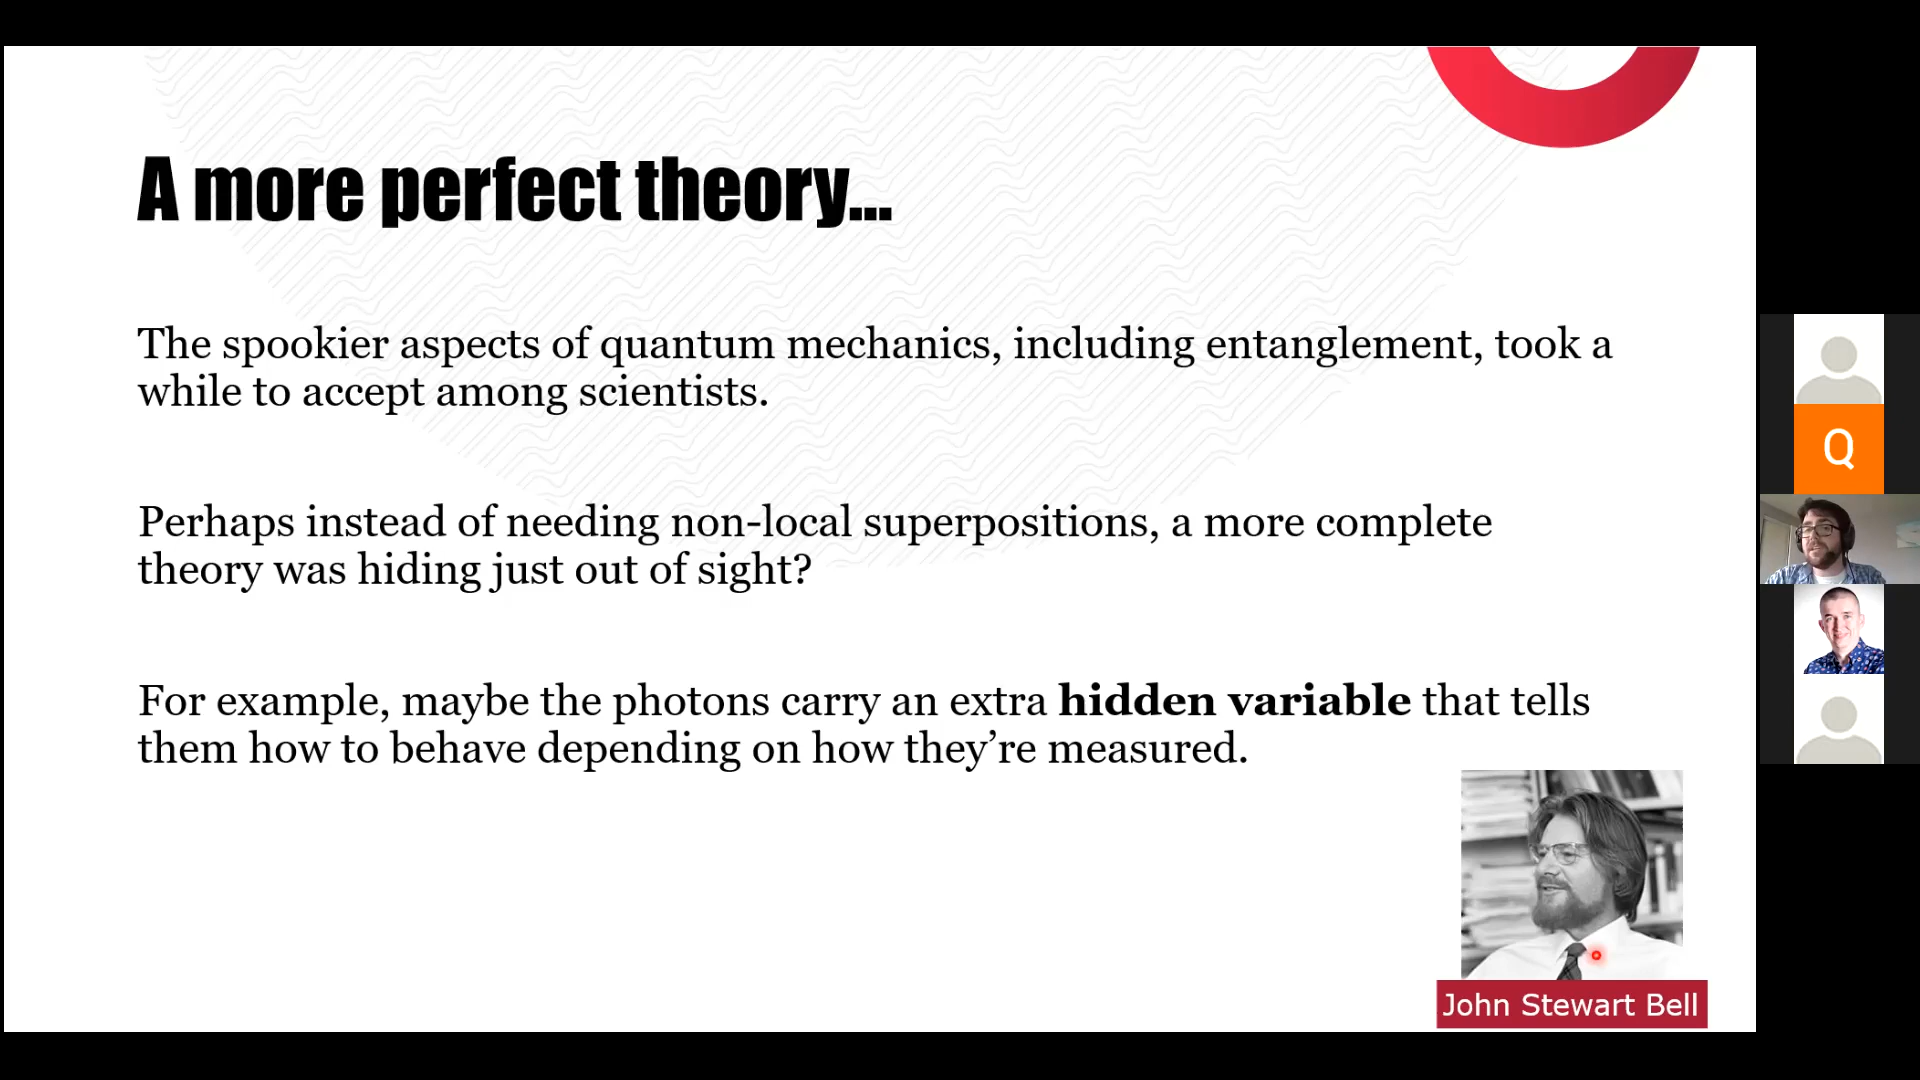 A more perfect theory...
The spookier aspects of quantum mechanics, including entanglement, took a
while to accept among scientists.
Perhaps instead of needing non-local superpositions, a more complete
theory was hiding just out of sight?
For example, maybe the photons carry an extra hidden variable that tells
them how to behave depending on how they’re measured.
John Stewart Bell
Q